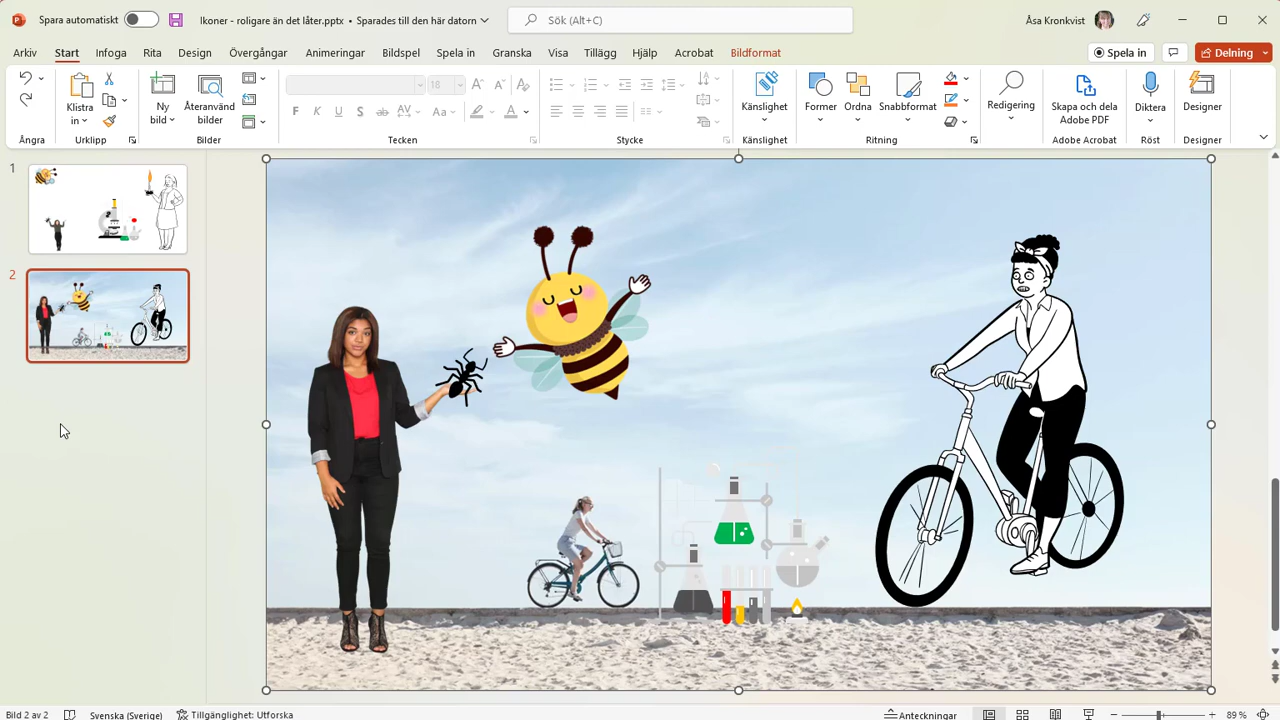 Spara automatiskt
Ikoner - roligare än det låter.pptx • Sparades till den här datorn
Sök (Alt+C)
Åsa Kronkvist
Arkiv Start Infoga Rita Design Övergångar Animeringar Bildspel Spela in Granska Visa Tillägg Hjälp Acrobat Bildformat
Spela in
Delning
Klistra in
Ny bild
Återanvänd bilder
18
F K U S ab AV Aa A
Känslighet
Former
Ordna
Snabbformat
Redigering
Skapa och dela Adobe PDF
Diktera
Designer
Ångra Urklipp Bilder Tecken Stycke Känslighet Ritning Adobe Acrobat Röst Designer
1
2
Bild 2 av 2 Svenska (Sverige) Tillgänglighet: Utforska Anteckningar 89 %